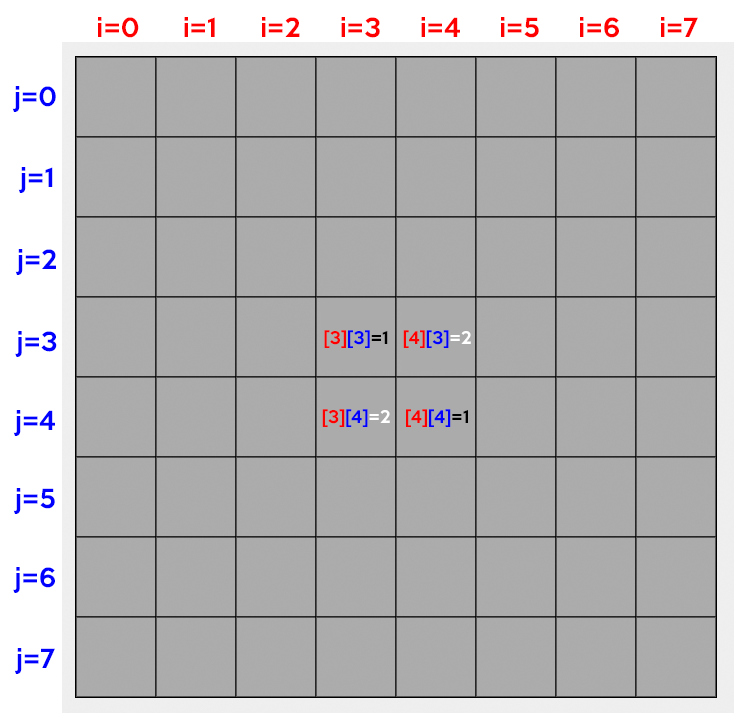 i=0 i=1 i=2 i=3 i=4 i=5 i=6 i=7
j=0
j=1
j=2
j=3 [3][3]=1 [4][3]=2
j=4 [3][4]=2 [4][4]=1
j=5
j=6
j=7